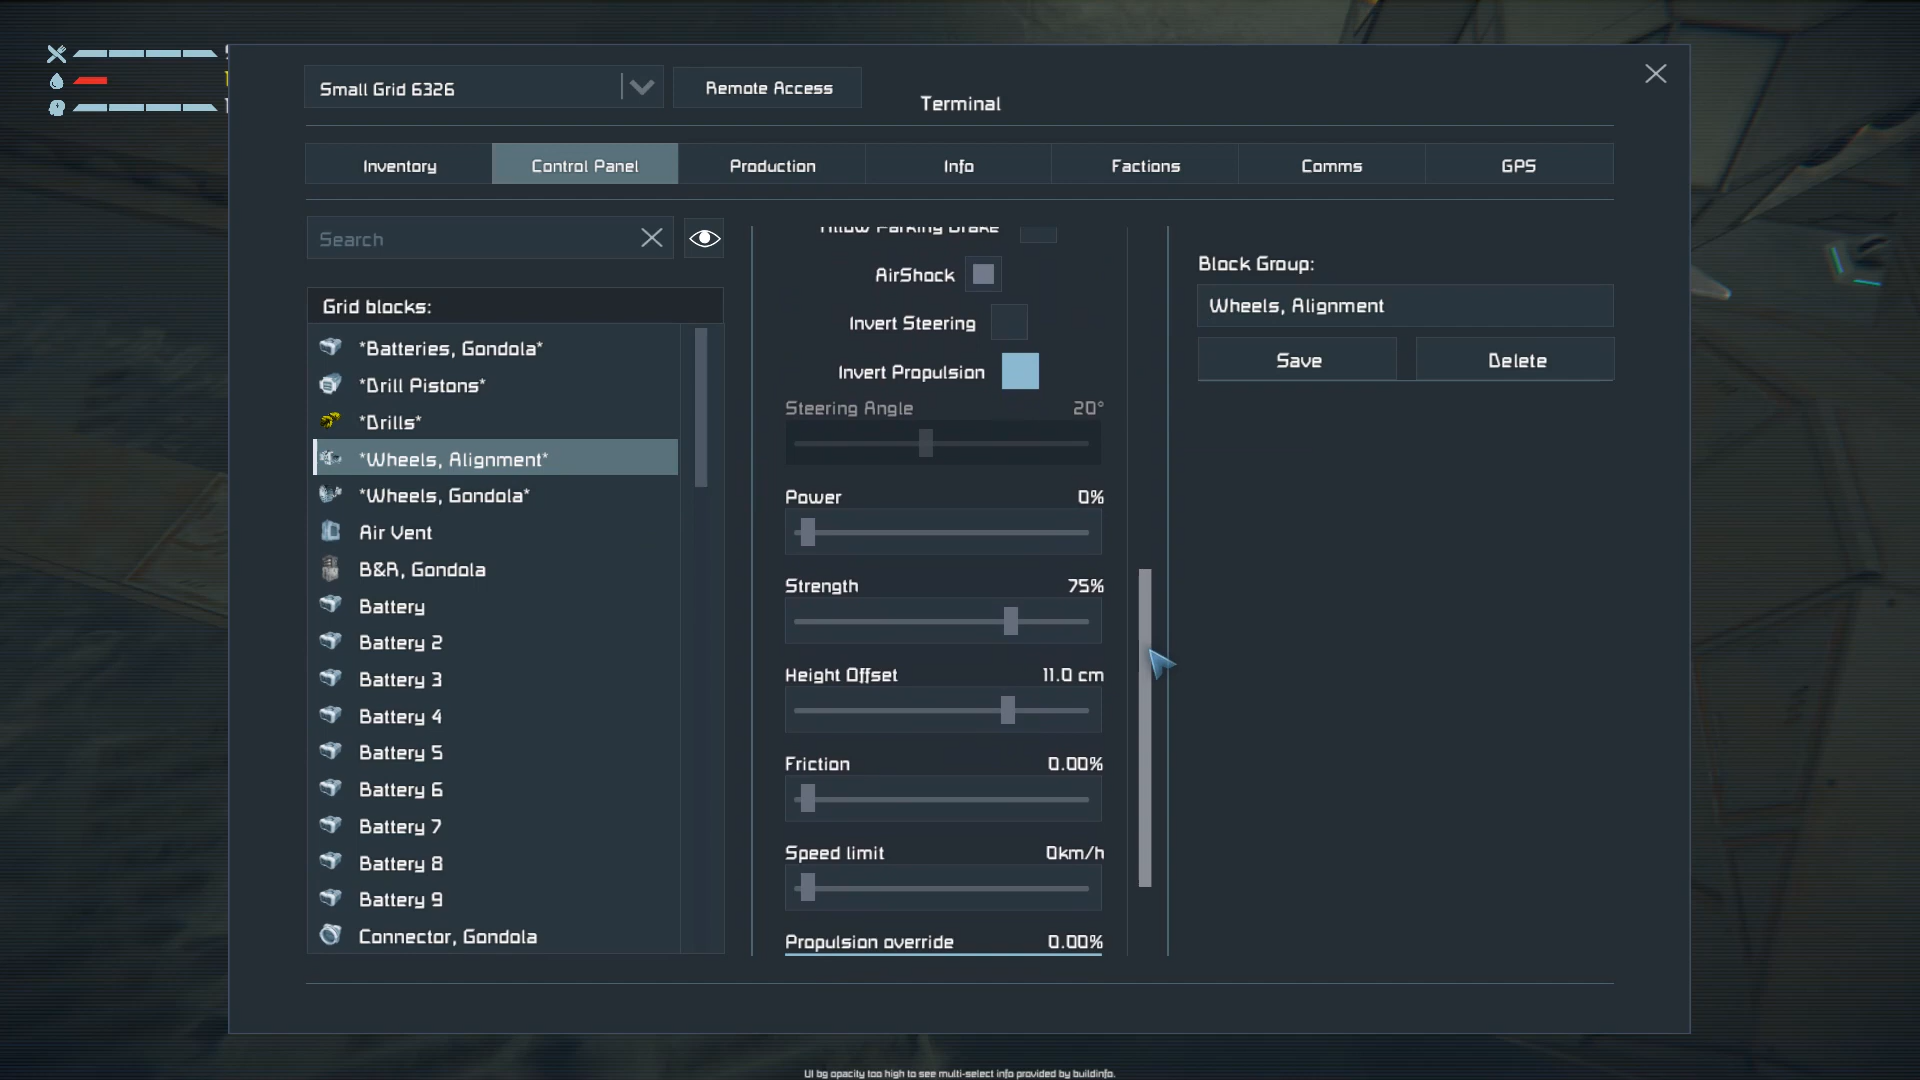 Small Grid 6326
Remote Access
Terminal
Inventory
Control Panel
Production
Info
Factions
Comms
GPS
Search
Grid blocks:
*Batteries, Gondola*
*Drill Pistons*
*Drills*
*Wheels, Alignment*
*Wheels, Gondola*
Air Vent
B&R, Gondola
Battery
Battery 2
Battery 3
Battery 4
Battery 5
Battery 6
Battery 7
Battery 8
Battery 9
Connector, Gondola
Allow Parking Brake
AirShock
Invert Steering
Invert Propulsion
Steering Angle 20°
Power 0%
Strength 75%
Height Offset 11.0 cm
Friction 0.00%
Speed limit 0km/h
Propulsion override 0.00%
Block Group:
Wheels, Alignment
Save
Delete
UI bg opacity too high to see multi-select info provided by buildinfo.